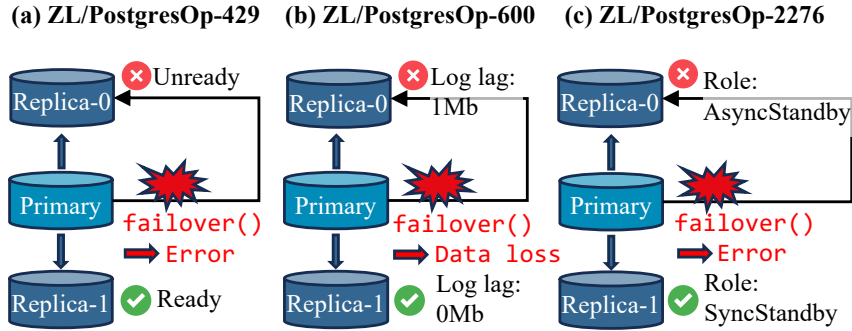 (a) ZL/PostgresOp-429
Replica-0
Unready
Primary
failover()
Error
Replica-1
Ready
(b) ZL/PostgresOp-600
Replica-0
Log lag:
1Mb
Primary
failover()
Data loss
Replica-1
Log lag:
0Mb
(c) ZL/PostgresOp-2276
Replica-0
Role:
AsyncStandby
Primary
failover()
Error
Replica-1
Role:
SyncStandby